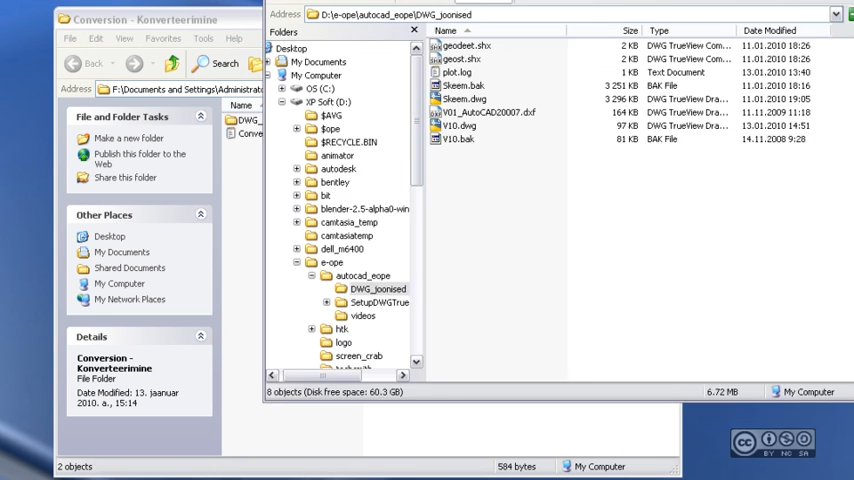 Conversion - Konverteerimine
File Edit View Favorites Tools Help
Back Search
Address F:\Documents and Settings\Administrato
File and Folder Tasks
Make a new folder
Publish this folder to the
Web
Share this folder
Other Places
Desktop
My Documents
Shared Documents
My Computer
My Network Places
Details
Conversion -
Konverteerimine
File Folder
Date Modified: 13. jaanuar
2010. a., 15:14
2 objects 584 bytes My Computer
Name
DWG_
Conve
Address D:\e-ope\autocad_eope\DWG_joonised
Folders
Desktop
My Documents
My Computer
OS (C:)
XP Soft (D:)
$AVG
$ope
$RECYCLE.BIN
animator
autodesk
bentley
bit
blender-2.5-alpha0-win
camtasia_temp
camtasiatemp
dell_m6400
e-ope
autocad_eope
DWG_joonised
SetupDWGTrue
videos
htk
logo
screen_crab
Name Size Type Date Modified
geodeet.shx 2 KB DWG TrueView Com... 11.01.2010 18:26
geost.shx 2 KB DWG TrueView Com... 11.01.2010 18:26
plot.log 1 KB Text Document 13.01.2010 13:40
Skeem.bak 3 251 KB BAK File 11.01.2010 18:26
Skeem.dwg 3 296 KB DWG TrueView Dra... 11.01.2010 19:05
V01_AutoCAD20007.dxf 164 KB DWG TrueView Dra... 11.11.2009 11:18
V10.dwg 97 KB DWG TrueView Dra... 13.01.2010 14:51
V10.bak 81 KB BAK File 14.11.2008 9:28
8 objects (Disk free space: 60.3 GB) 6.72 MB My Computer
cc
BY NC SA